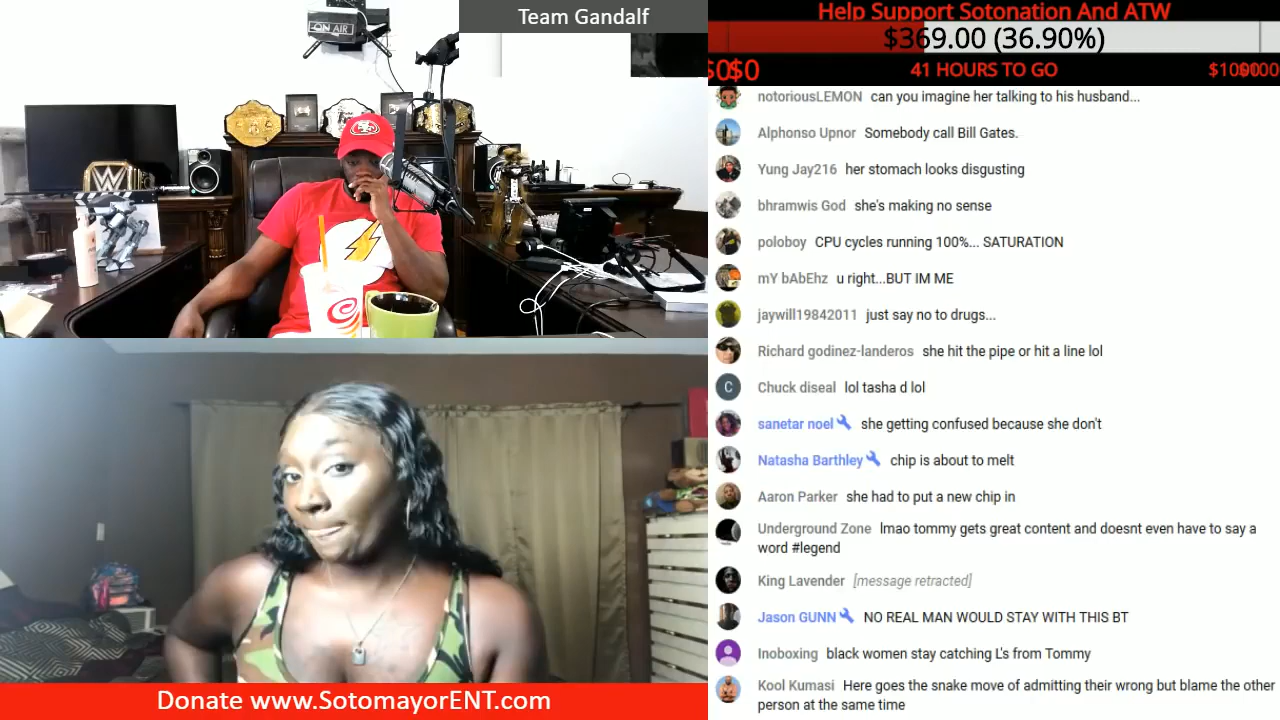 Team Gandalf
ON AIR
W
Donate www.SotomayorENT.com
Help Support Sotonation And ATW
$369.00 (36.90%)
$0
41 HOURS TO GO
notoriousLEMON can you imagine her talking to his husband...
Alphonso Upnor Somebody call Bill Gates.
Yung Jay216 her stomach looks disgusting
bhramwis God she's making no sense
poloboy CPU cycles running 100%... SATURATION
mY bAbEhz u right...BUT IM ME
jaywill19842011 just say no to drugs...
Richard godinez-landeros she hit the pipe or hit a line lol
C Chuck diseal lol tasha d lol
sanetar noel she getting confused because she don't
Natasha Barthley chip is about to melt
Aaron Parker she had to put a new chip in
Underground Zone lmao tommy gets great content and doesnt even have to say a
word #legend
King Lavender [message retracted]
Jason GUNN NO REAL MAN WOULD STAY WITH THIS BT
Inoboxing black women stay catching L's from Tommy
Kool Kumasi Here goes the snake move of admitting their wrong but blame the other
person at the same time